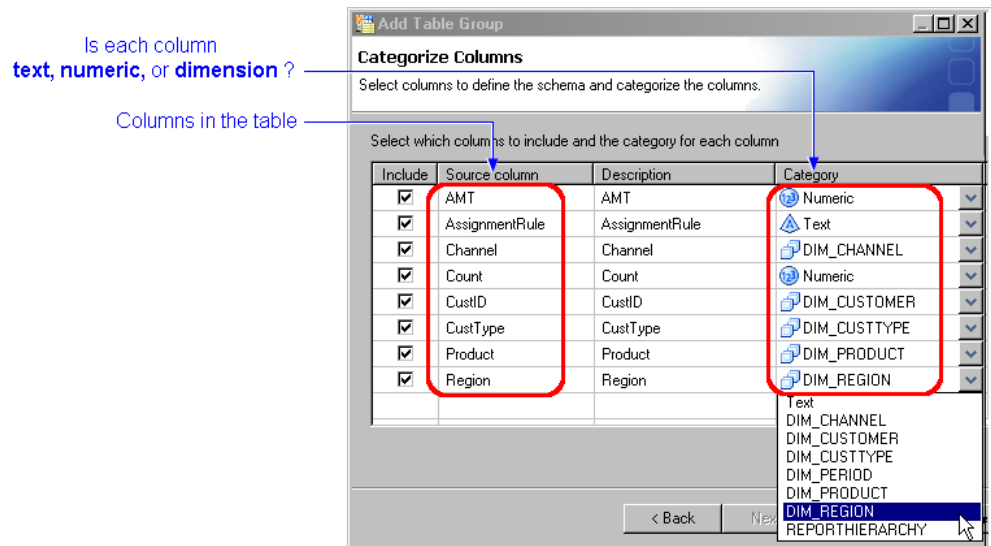 Add Table Group
Is each column
text, numeric, or dimension ?
Categorize Columns
Select columns to define the schema and categorize the columns.
Columns in the table
Select which columns to include and the category for each column
Include Source column Description Category
AMT AMT 123 Numeric
AssignmentRule AssignmentRule A Text
Channel Channel DIM_CHANNEL
Count Count 123 Numeric
CustID CustID DIM_CUSTOMER
CustType CustType DIM_CUSTTYPE
Product Product DIM_PRODUCT
Region Region DIM_REGION
Text
DIM_CHANNEL
DIM_CUSTOMER
DIM_CUSTTYPE
DIM_PERIOD
DIM_PRODUCT
DIM_REGION
REPORTHIERARCHY
< Back